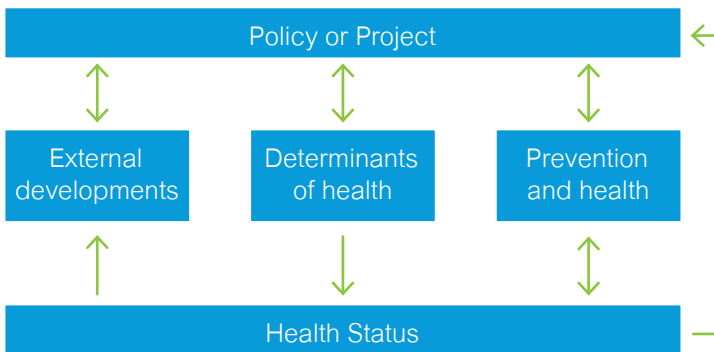 Policy or Project
External
developments
Determinants
of health
Prevention
and health
Health Status